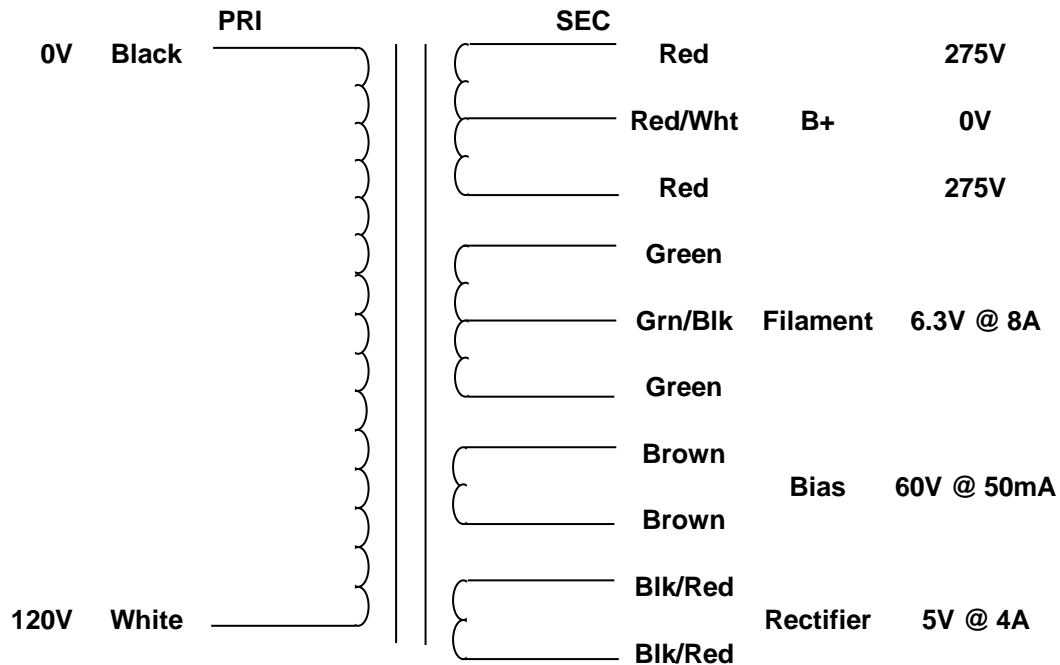 PRI SEC
0V Black Red 275V
Red/Wht B+ 0V
Red 275V
Green
Grn/Blk Filament 6.3V @ 8A
Green
Brown
Bias 60V @ 50mA
Brown
Blk/Red
120V White Rectifier 5V @ 4A
Blk/Red